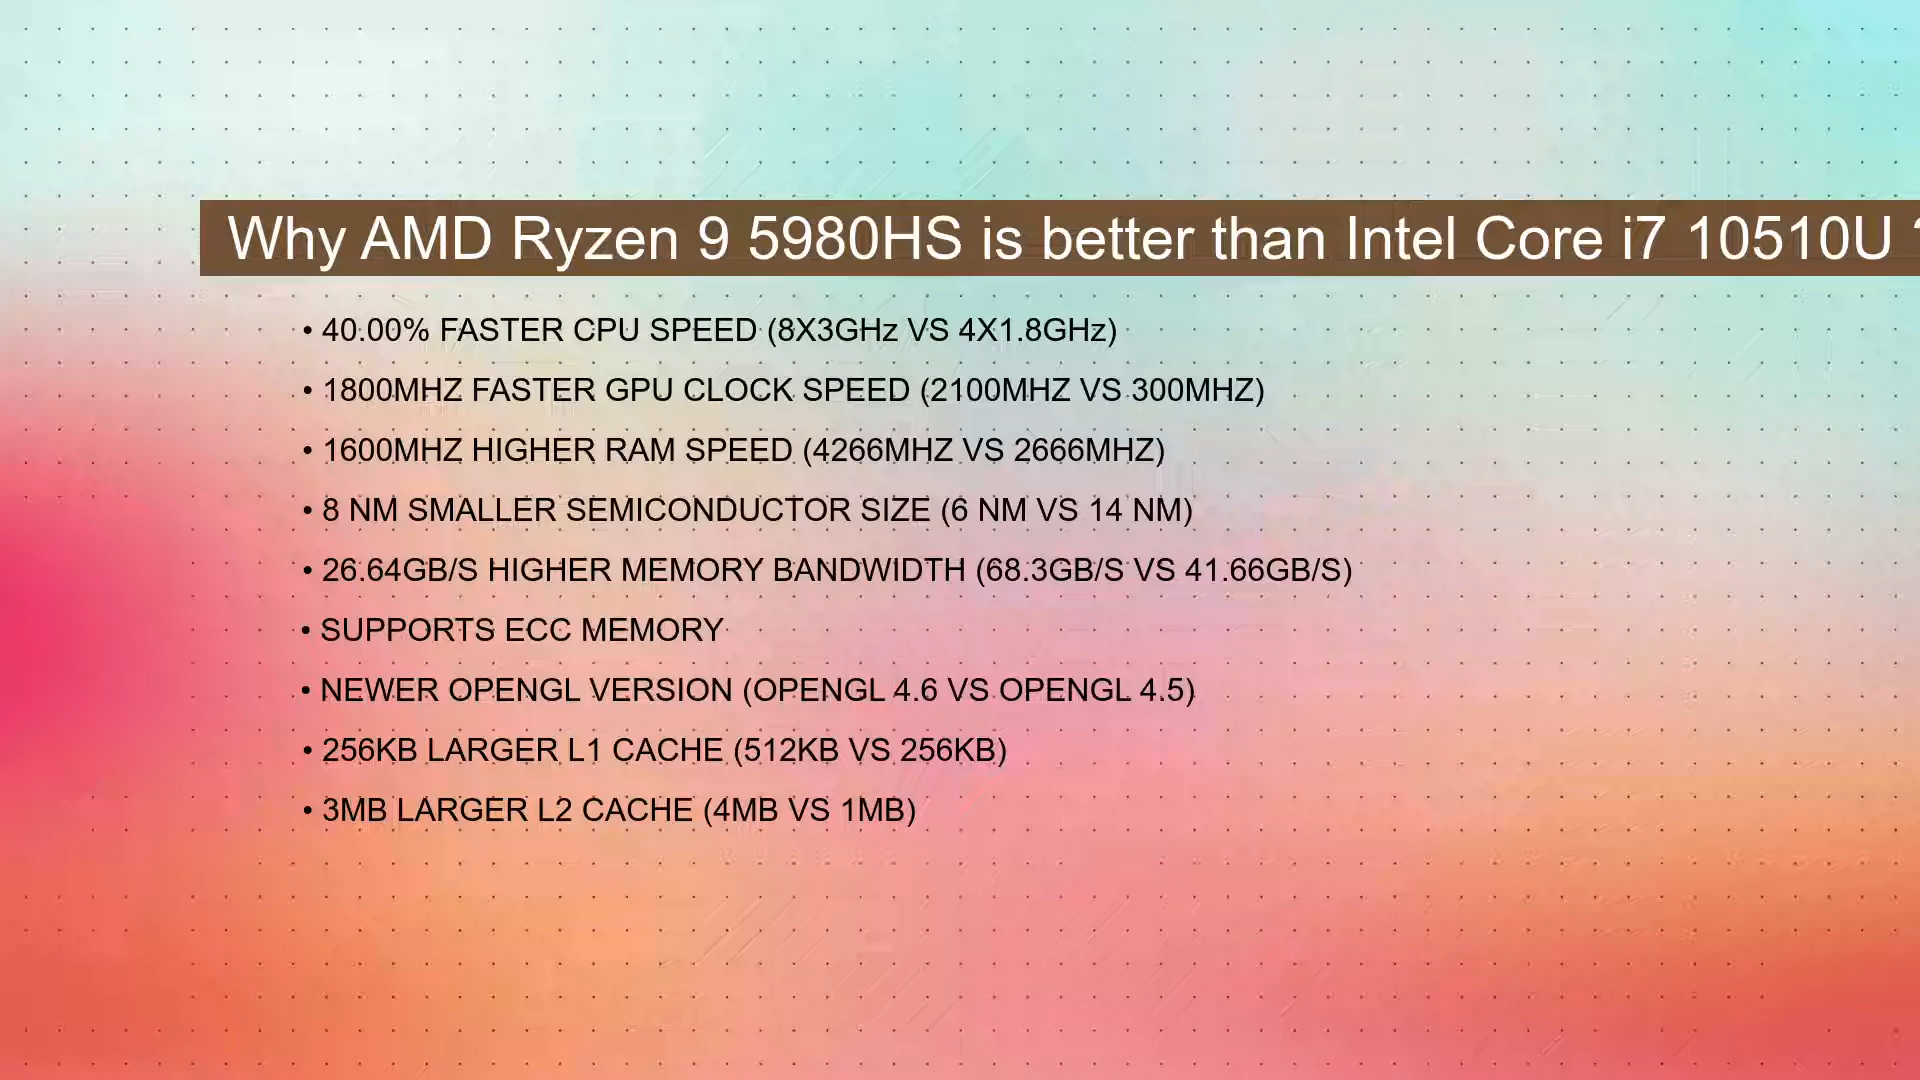 Why AMD Ryzen 9 5980HS is better than Intel Core i7 10510U ?
• 40.00% FASTER CPU SPEED (8X3GHz VS 4X1.8GHz)
• 1800MHZ FASTER GPU CLOCK SPEED (2100MHZ VS 300MHZ)
• 1600MHZ HIGHER RAM SPEED (4266MHZ VS 2666MHZ)
• 8 NM SMALLER SEMICONDUCTOR SIZE (6 NM VS 14 NM)
• 26.64GB/S HIGHER MEMORY BANDWIDTH (68.3GB/S VS 41.66GB/S)
• SUPPORTS ECC MEMORY
• NEWER OPENGL VERSION (OPENGL 4.6 VS OPENGL 4.5)
• 256KB LARGER L1 CACHE (512KB VS 256KB)
• 3MB LARGER L2 CACHE (4MB VS 1MB)